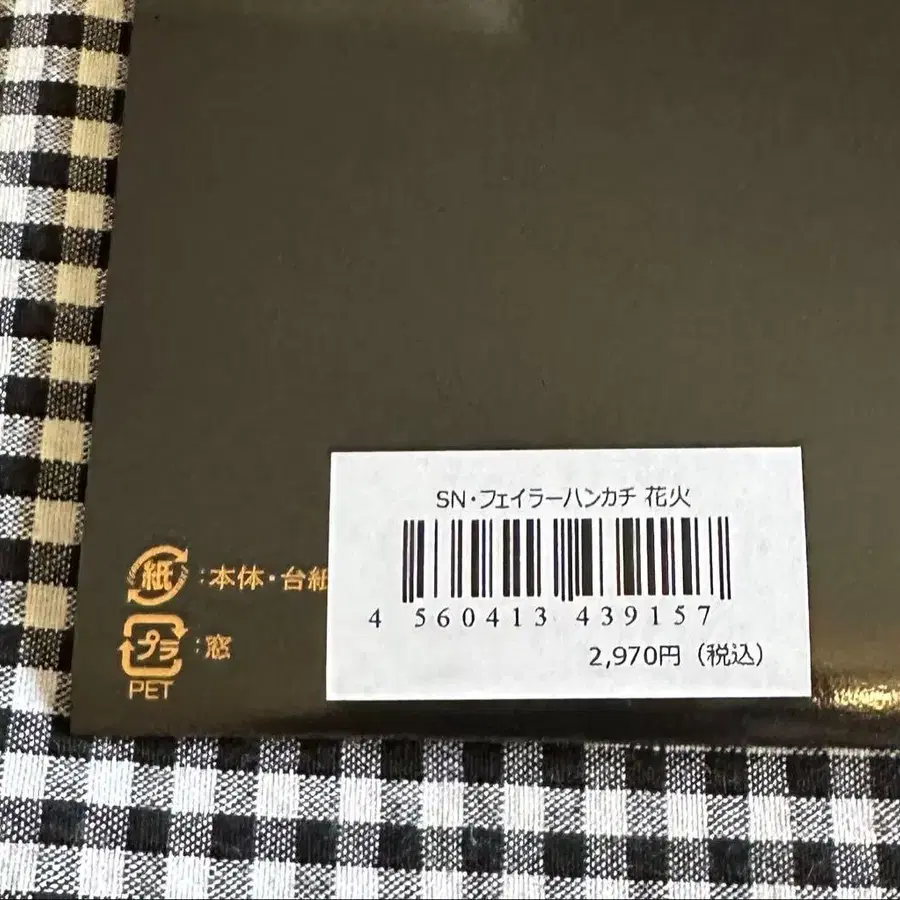 SN・フェイラーハンカチ 花火
4 560413 439157
2,970円（税込）
紙 : 本体・台紙
プラ : 窓
PET